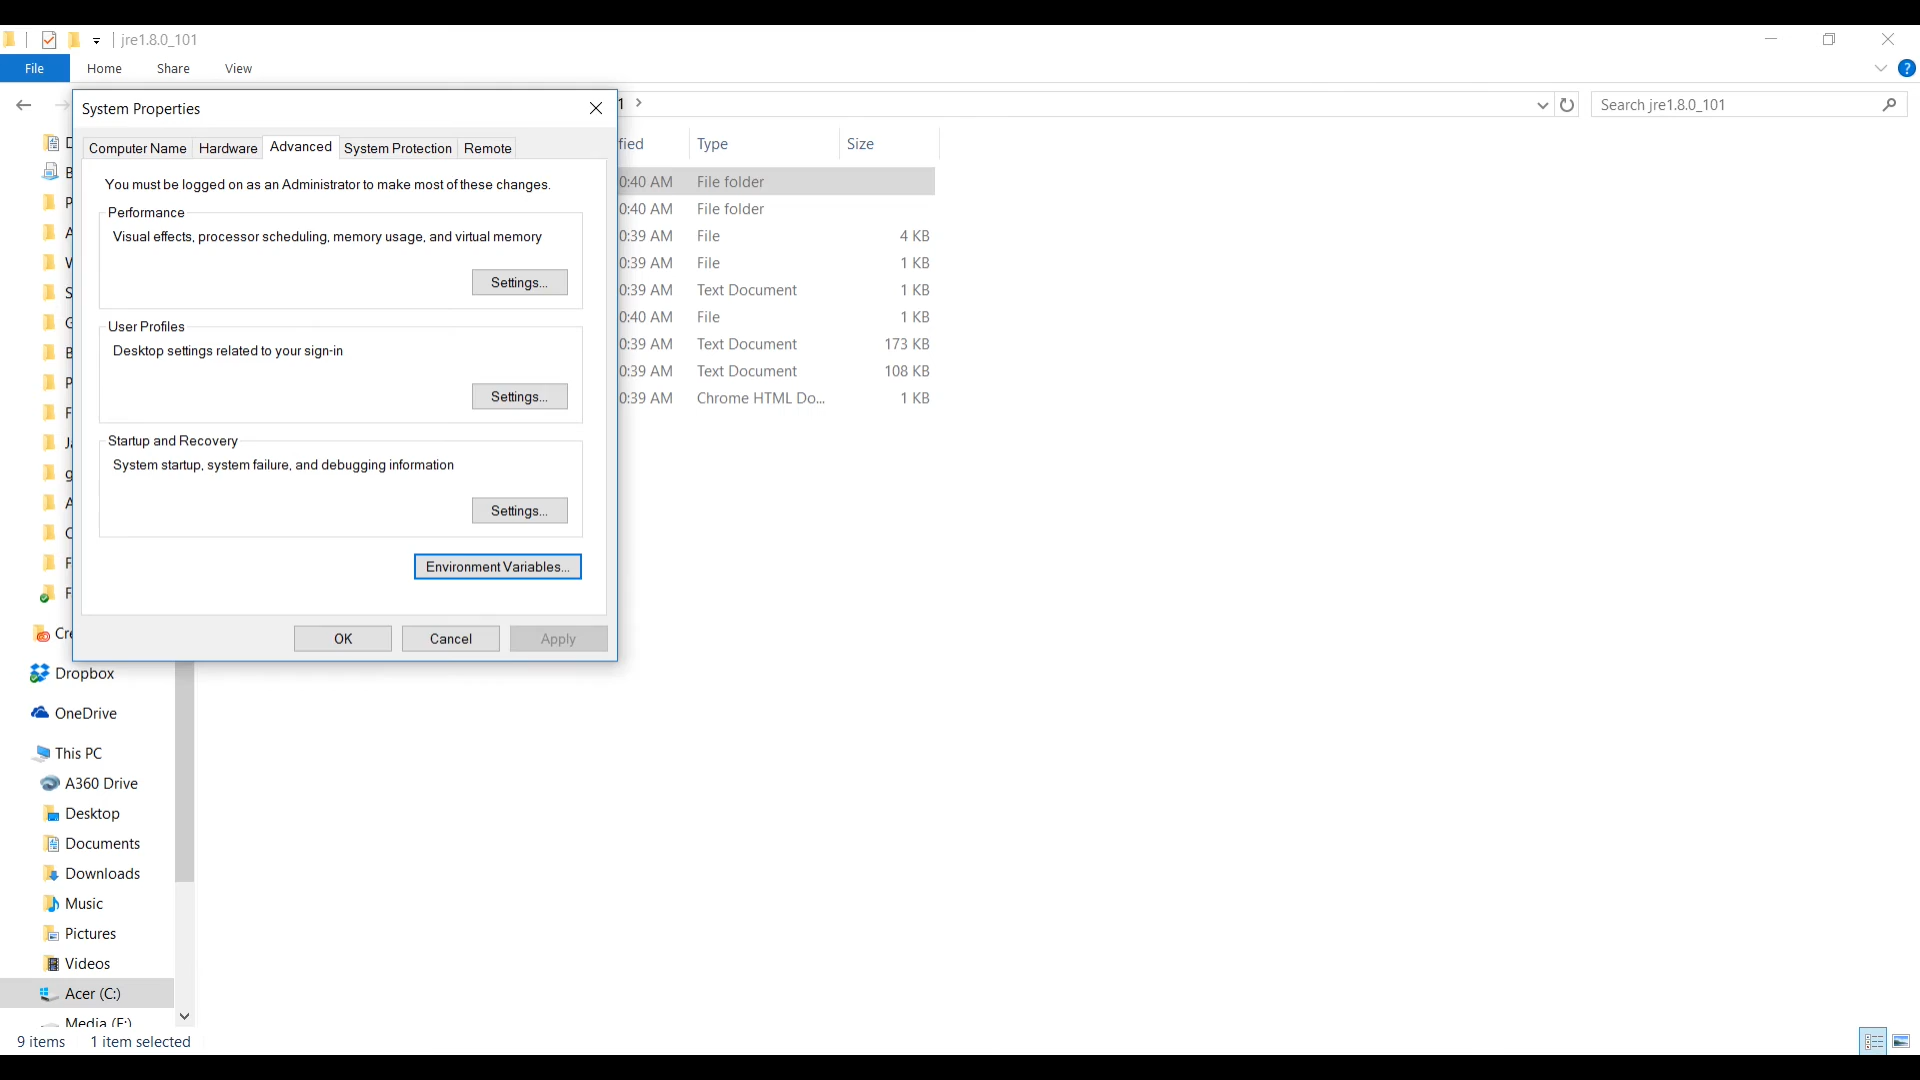 jre1.8.0_101
File Home Share View
System Properties
1
Search jre1.8.0_101
Computer Name Hardware Advanced System Protection Remote
Type Size
You must be logged on as an Administrator to make most of these changes.
0:40 AM File folder
Performance
0:40 AM File folder
Visual effects, processor scheduling, memory usage, and virtual memory
0:39 AM File 4 KB
0:39 AM File 1 KB
Settings...
0:39 AM Text Document 1 KB
0:40 AM File 1 KB
User Profiles
0:39 AM Text Document 173 KB
Desktop settings related to your sign-in
0:39 AM Text Document 108 KB
Settings...
0:39 AM Chrome HTML Do... 1 KB
Startup and Recovery
System startup, system failure, and debugging information
Settings...
Environment Variables...
OK Cancel Apply
Dropbox
OneDrive
This PC
A360 Drive
Desktop
Documents
Downloads
Music
Pictures
Videos
Acer (C:)
Media (F:)
9 items 1 item selected